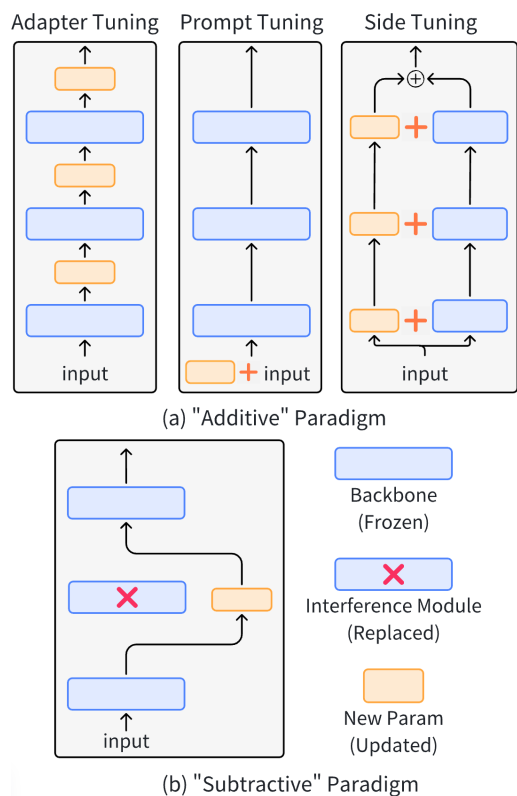 Adapter Tuning
Prompt Tuning
Side Tuning
input
input
input
(a) "Additive" Paradigm
Backbone
(Frozen)
Interference Module
(Replaced)
New Param
(Updated)
input
(b) "Subtractive" Paradigm